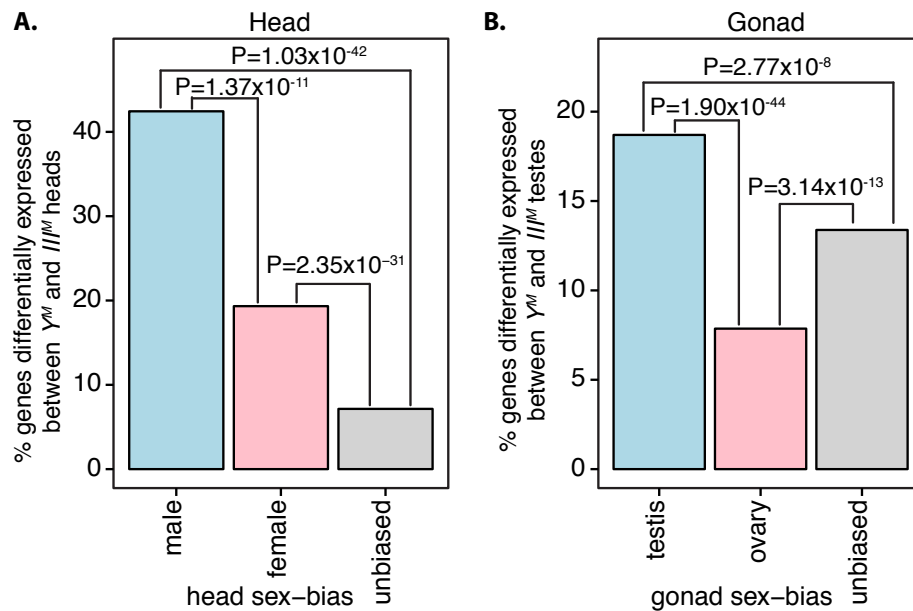 A.
Head
P=1.03x10⁻⁴²
P=1.37x10⁻¹¹
P=2.35x10⁻³¹
% genes differentially expressed
between Yᴹ and IIIᴹ heads
40
30
20
10
0
male
female
unbiased
head sex−bias
B.
Gonad
P=2.77x10⁻⁸
P=1.90x10⁻⁴⁴
P=3.14x10⁻¹³
% genes differentially expressed
between Yᴹ and IIIᴹ testes
20
15
10
5
0
testis
ovary
unbiased
gonad sex−bias